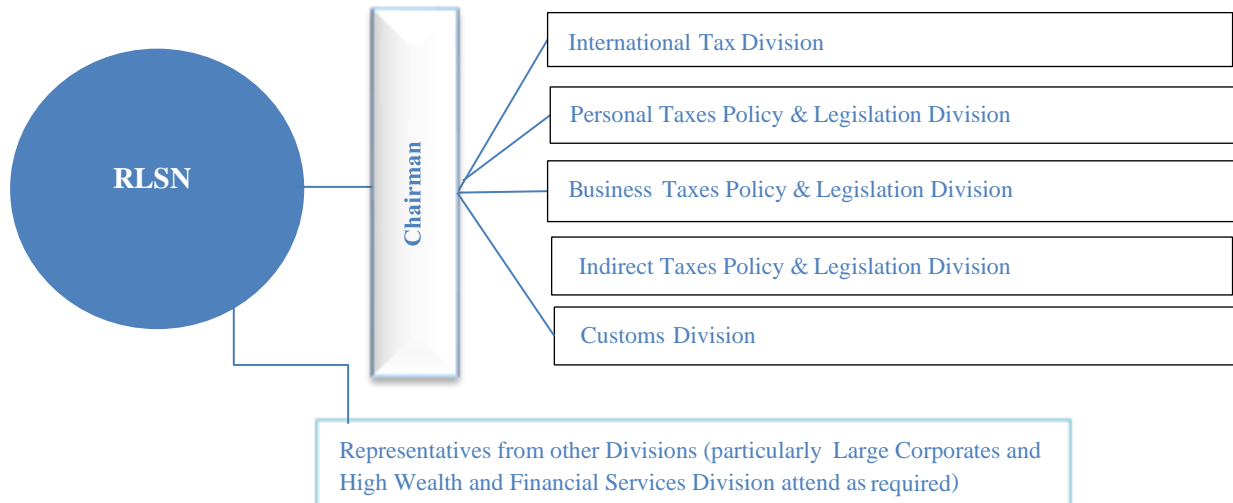 RLSN
Chairman
International Tax Division
Personal Taxes Policy & Legislation Division
Business Taxes Policy & Legislation Division
Indirect Taxes Policy & Legislation Division
Customs Division
Representatives from other Divisions (particularly Large Corporates and
High Wealth and Financial Services Division attend as required)